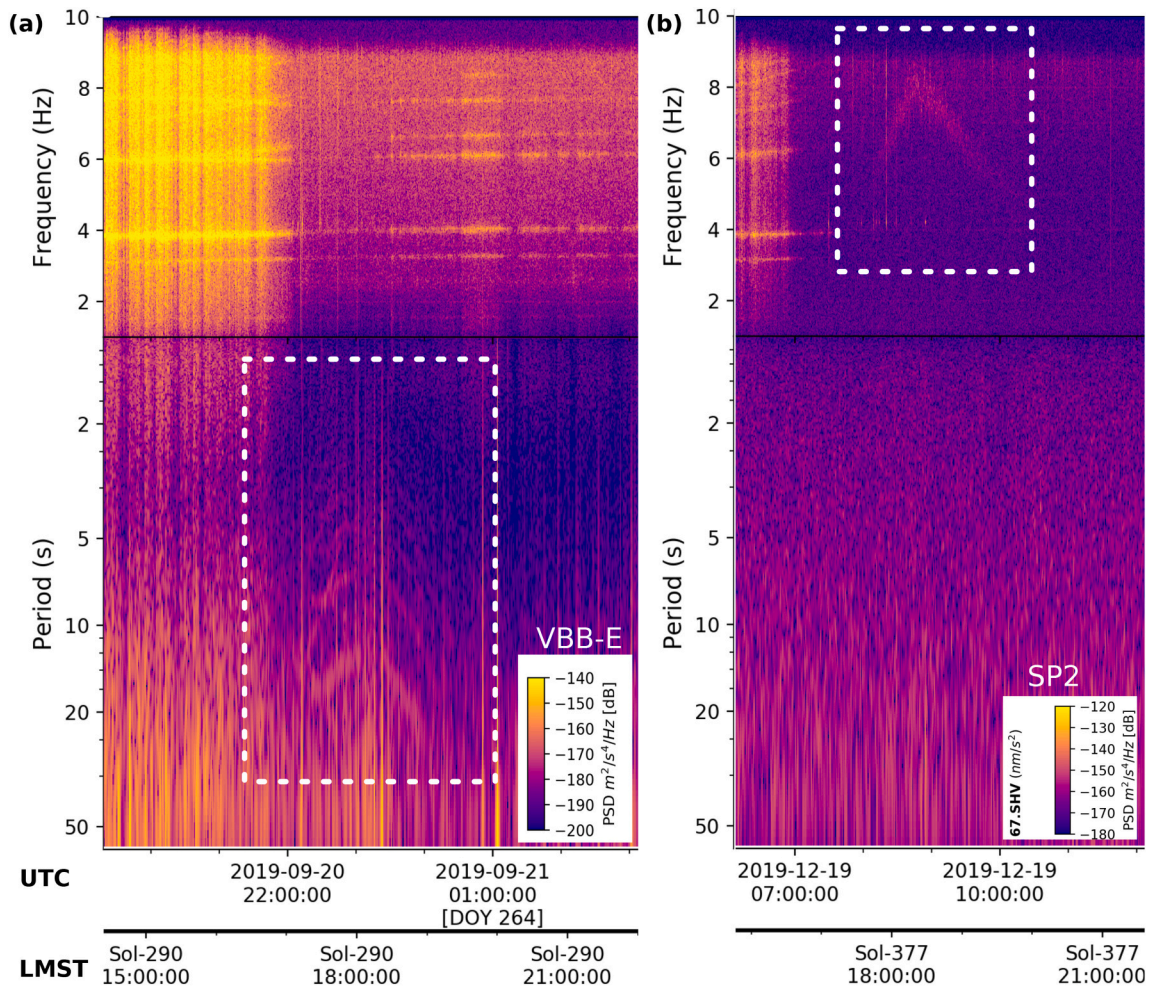 (a)
10
8
6
4
2
Frequency (Hz)
2
5
10
20
50
Period (s)
VBB-E
−140
−150
−160
−170
−180
−190
−200
PSD m²/s⁴/Hz [dB]
(b)
10
8
6
4
2
Frequency (Hz)
2
5
10
20
50
Period (s)
SP2
67.SHV (nm/s²)
−120
−130
−140
−150
−160
−170
−180
PSD m²/s⁴/Hz [dB]
UTC
2019-09-20
22:00:00
2019-09-21
01:00:00
[DOY 264]
2019-12-19
07:00:00
2019-12-19
10:00:00
LMST
Sol-290
15:00:00
Sol-290
18:00:00
Sol-290
21:00:00
Sol-377
18:00:00
Sol-377
21:00:00